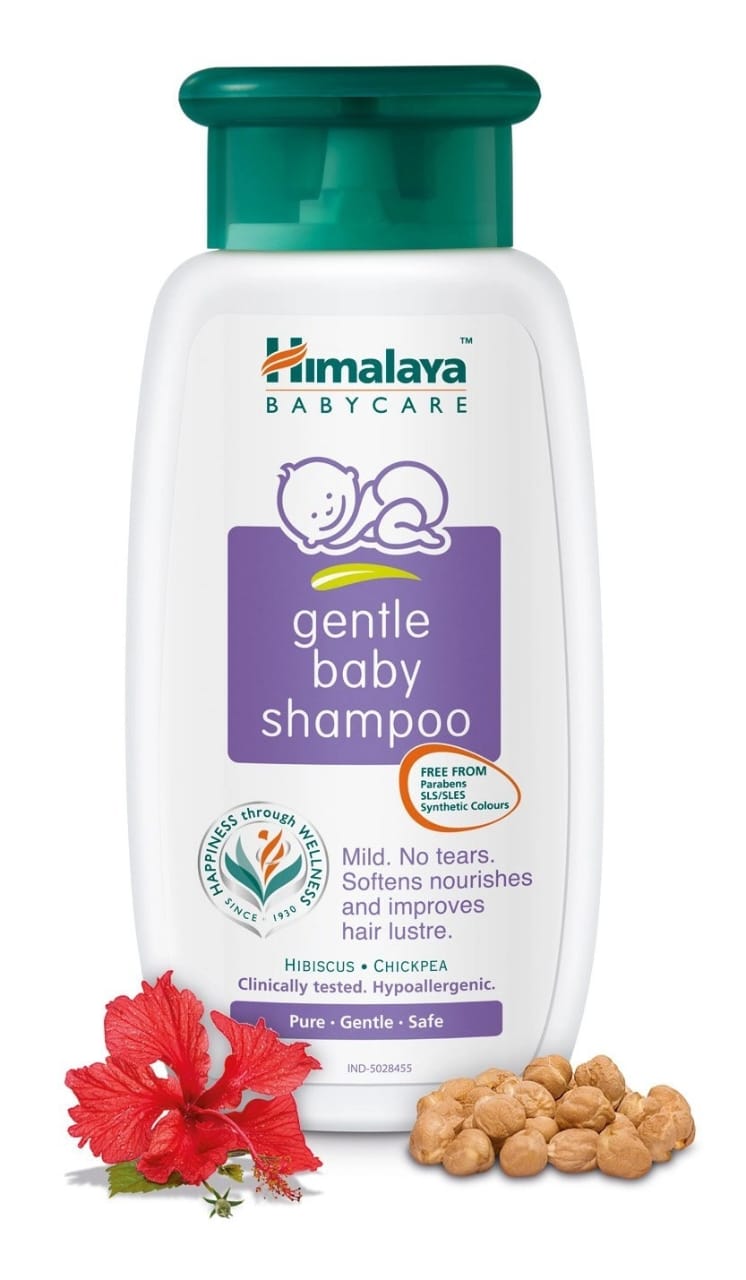 Himalaya™
BABYCARE
gentle
baby
shampoo
FREE FROM
Parabens
SLS/SLES
Synthetic Colours
HAPPINESS through WELLNESS
SINCE · 1930
Mild. No tears.
Softens nourishes
and improves
hair lustre.
HIBISCUS • CHICKPEA
Clinically tested. Hypoallergenic.
Pure · Gentle · Safe
IND-5028455